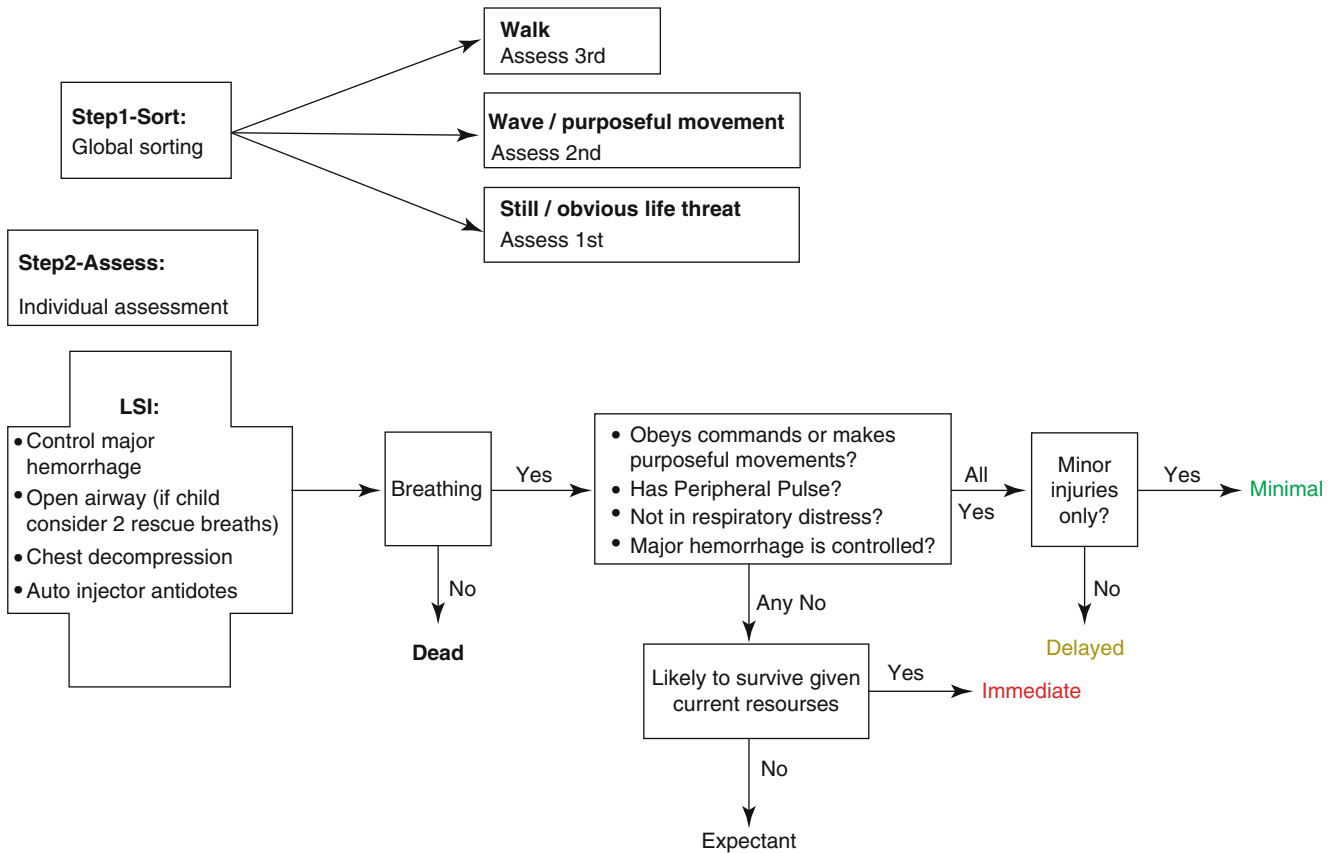 Walk
Assess 3rd
Step1-Sort:
Global sorting
Wave / purposeful movement
Assess 2nd
Still / obvious life threat
Assess 1st
Step2-Assess:
Individual assessment
LSI:
• Control major
hemorrhage
• Open airway (if child
consider 2 rescue breaths)
• Chest decompression
• Auto injector antidotes
Breathing
Yes
No
Dead
• Obeys commands or makes
purposeful movements?
• Has Peripheral Pulse?
• Not in respiratory distress?
• Major hemorrhage is controlled?
All
Yes
Minor
injuries
only?
Yes
Minimal
No
Delayed
Any No
Likely to survive given
current resourses
Yes
Immediate
No
Expectant